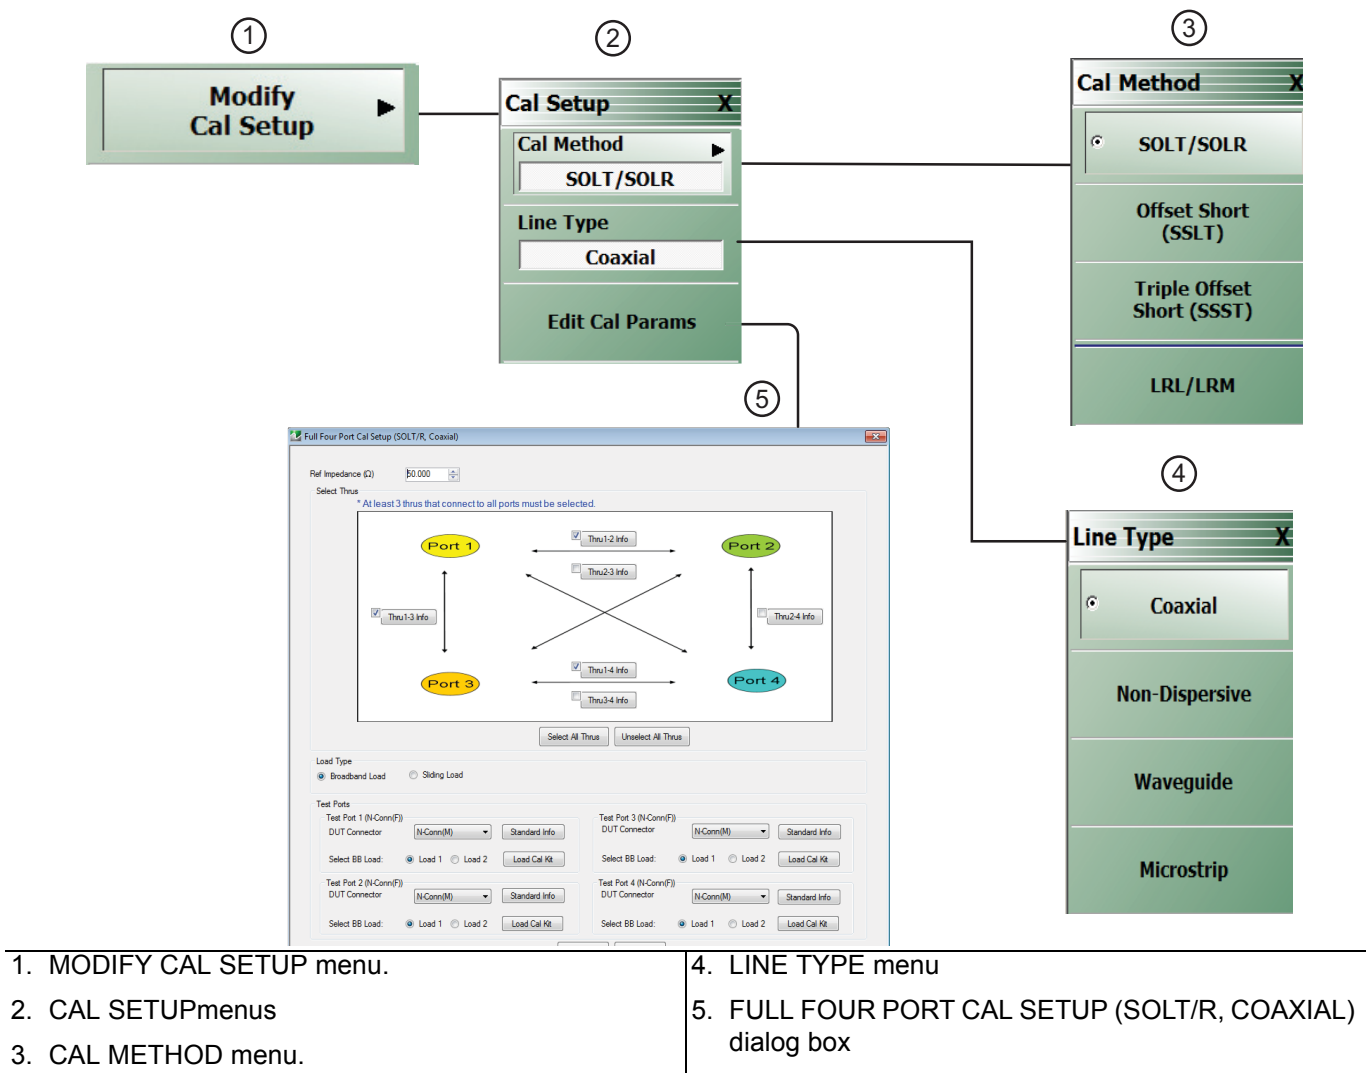 1
2
3
Modify
Cal Setup
Cal Setup X
Cal Method
SOLT/SOLR
Line Type
Coaxial
Edit Cal Params
Cal Method X
SOLT/SOLR
Offset Short
(SSLT)
Triple Offset
Short (SSST)
LRL/LRM
4
Line Type X
Coaxial
Non-Dispersive
Waveguide
Microstrip
5
Full Four Port Cal Setup (SOLT/R, Coaxial)
Ref Impedance (Ω) 50.000
Select Thrus
* At least 3 thrus that connect to all ports must be selected.
Port 1
Thru1-2 Info
Port 2
Thru2-3 Info
Thru1-3 Info
Thru2-4 Info
Port 3
Thru1-4 Info
Port 4
Thru3-4 Info
Select All Thrus Unselect All Thrus
Load Type
Broadband Load Sliding Load
Test Ports
Test Port 1 (N-Conn(F))
DUT Connector N-Conn(M) Standard Info
Select BB Load: Load 1 Load 2 Load Cal Kit
Test Port 3 (N-Conn(F))
DUT Connector N-Conn(M) Standard Info
Select BB Load: Load 1 Load 2 Load Cal Kit
Test Port 2 (N-Conn(F))
DUT Connector N-Conn(M) Standard Info
Select BB Load: Load 1 Load 2 Load Cal Kit
Test Port 4 (N-Conn(F))
DUT Connector N-Conn(M) Standard Info
Select BB Load: Load 1 Load 2 Load Cal Kit
1. MODIFY CAL SETUP menu.
2. CAL SETUPmenus
3. CAL METHOD menu.
4. LINE TYPE menu
5. FULL FOUR PORT CAL SETUP (SOLT/R, COAXIAL)
dialog box